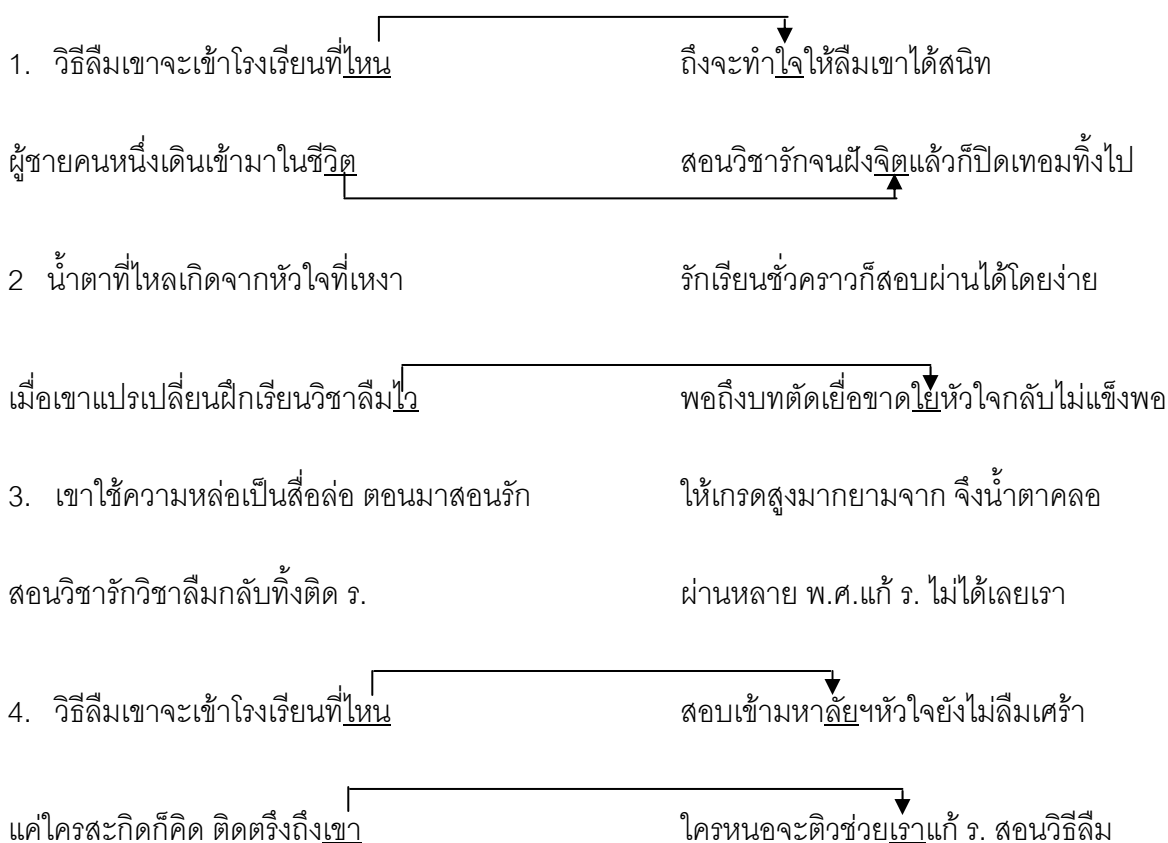 1. วิธีลืมเขาจะเข้าโรงเรียนที่ไหน ถึงจะทำใจให้ลืมเขาได้สนิท
ผู้ชายคนหนึ่งเดินเข้ามาในชีวิต สอนวิชารักจนฝังจิตแล้วก็ปิดเทอมทิ้งไป
2 น้ำตาที่ไหลเกิดจากหัวใจที่เหงา รักเรียนชั่วคราวก็สอบผ่านได้โดยง่าย
เมื่อเขาแปรเปลี่ยนฝึกเรียนวิชาลืมไว พอถึงบทตัดเยื่อขาดใยหัวใจกลับไม่แข็งพอ
3. เขาใช้ความหล่อเป็นสื่อล่อ ตอนมาสอนรัก ให้เกรดสูงมากยามจาก จึงน้ำตาคลอ
สอนวิชารักวิชาลืมกลับทิ้งติด ร. ผ่านหลาย พ.ศ.แก้ ร. ไม่ได้เลยเรา
4. วิธีลืมเขาจะเข้าโรงเรียนที่ไหน สอบเข้ามหาลัยฯหัวใจยังไม่ลืมเศร้า
แค่ใครสะกิดก็คิด ติดตรึงถึงเขา ใครหนอจะติวช่วยเราแก้ ร. สอนวิธีลืม